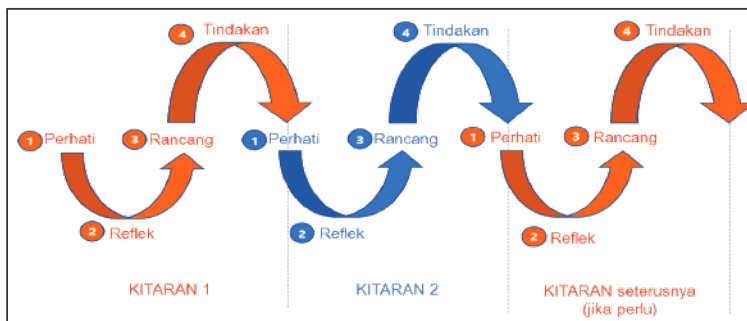 4 Tindakan
1 Perhati
3 Rancang
2 Reflek
KITARAN 1
4 Tindakan
1 Perhati
3 Rancang
2 Reflek
KITARAN 2
4 Tindakan
1 Perhati
3 Rancang
2 Reflek
KITARAN seterusnya
(jika perlu)